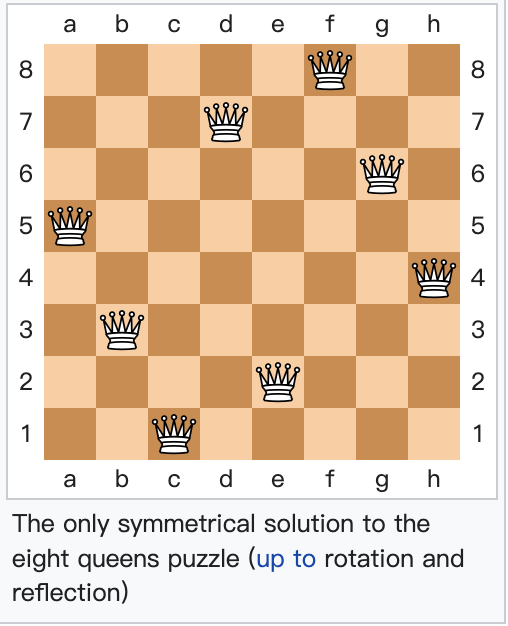 a b c d e f g h
8 8
7 7
6 6
5 5
4 4
3 3
2 2
1 1
a b c d e f g h
The only symmetrical solution to the
eight queens puzzle (up to rotation and
reflection)